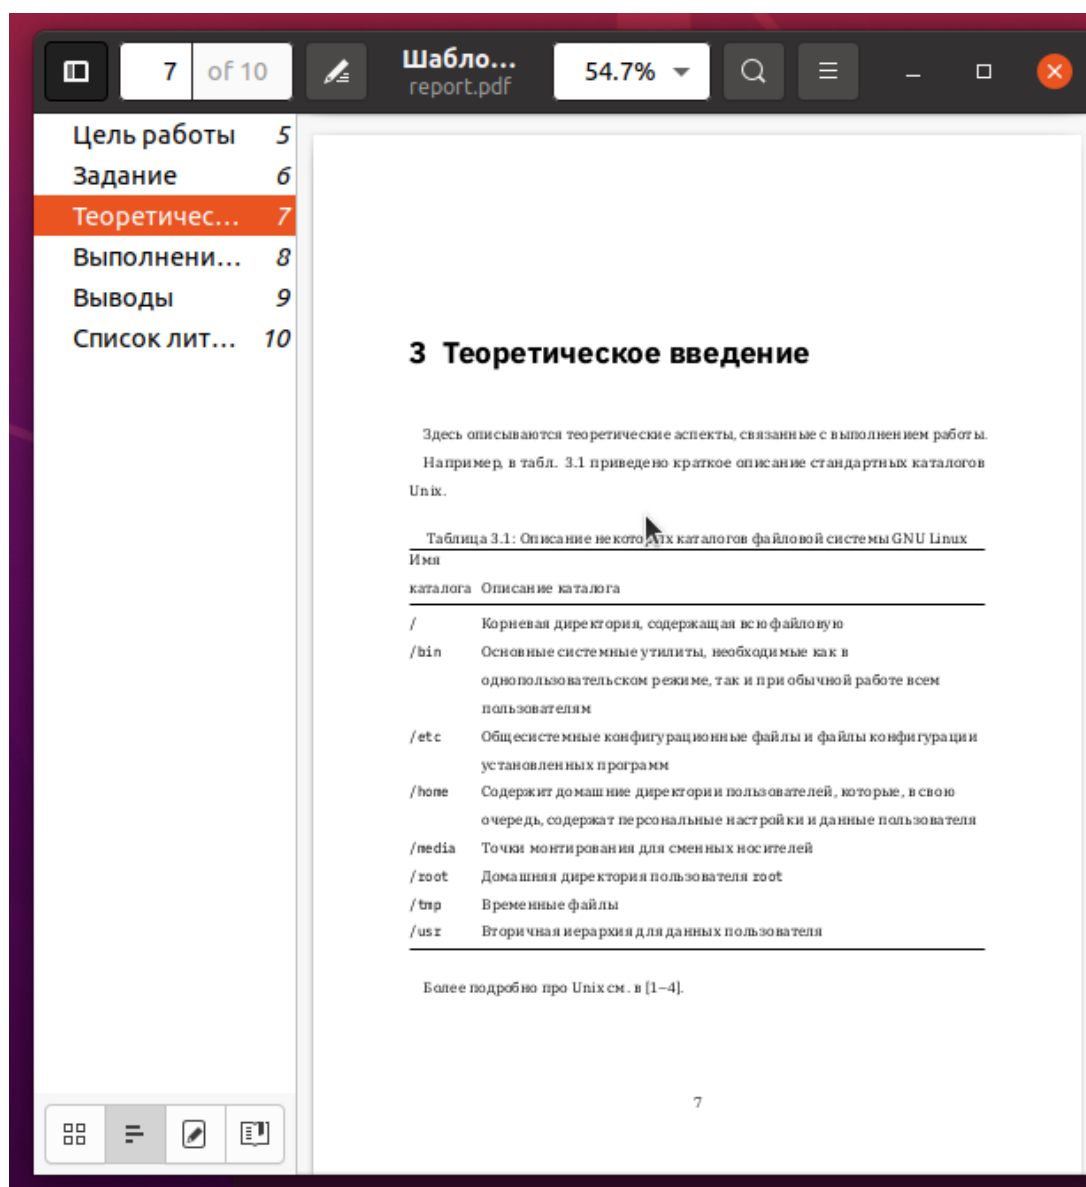 7 of 10
Шабло...
report.pdf
54.7%
Цель работы 5
Задание 6
Теоретичес... 7
Выполнени... 8
Выводы 9
Список лит... 10
3 Теоретическое введение
Здесь описываются теоретические аспекты, связанные с выполнением работы.
Например, в табл. 3.1 приведено краткое описание стандартных каталогов
Unix.
Таблица 3.1: Описание некоторых каталогов файловой системы GNU Linux
Имя
каталога Описание каталога
/ Корневая директория, содержащая всю файловую
/bin Основные системные утилиты, необходимые как в
однопользовательском режиме, так и при обычной работе всем
пользователям
/etc Общесистемные конфигурационные файлы и файлы конфигурации
установленных программ
/home Содержит домашние директории пользователей, которые, в свою
очередь, содержат персональные настройки и данные пользователя
/media Точки монтирования для сменных носителей
/root Домашняя директория пользователя root
/tmp Временные файлы
/usr Вторичная иерархия для данных пользователя
Более подробно про Unix см. в [1–4].
7